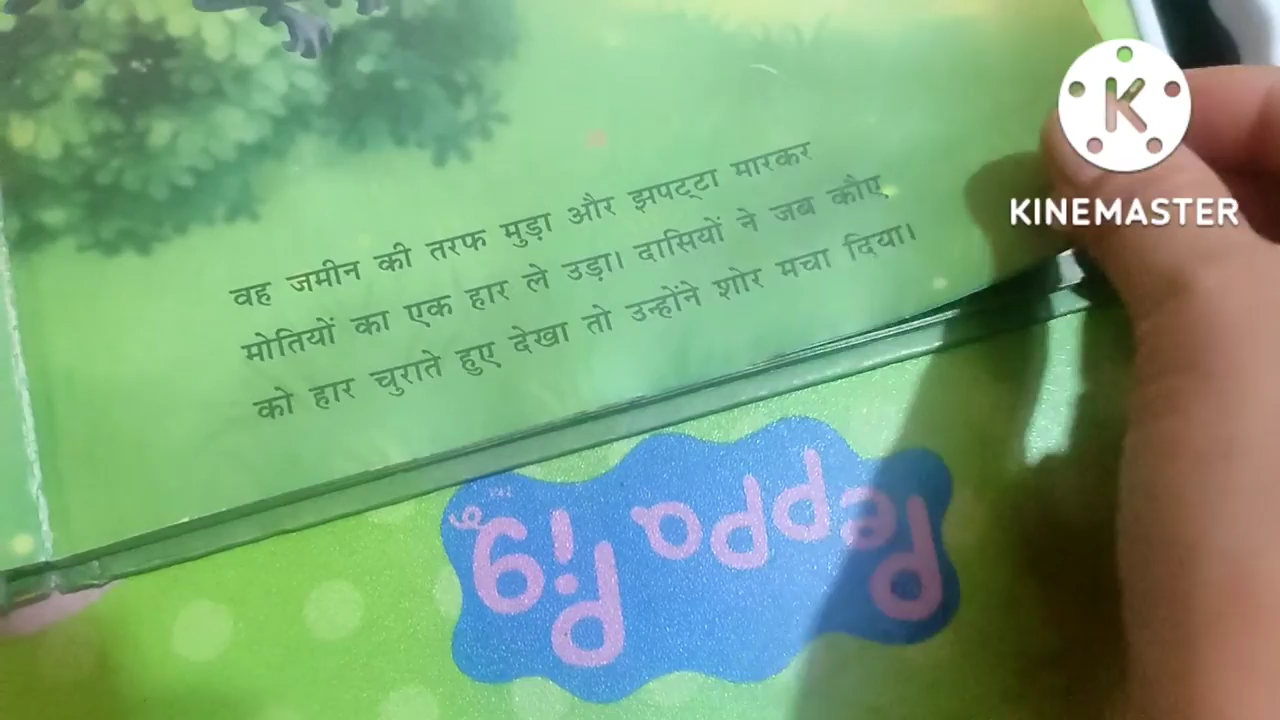 वह जमीन की तरफ मुड़ा और झपट्टा मारकर
मोतियों का एक हार ले उड़ा। दासियों ने जब कौए
को हार चुराते हुए देखा तो उन्होंने शोर मचा दिया।
Peppa
Pig
K
KINEMASTER